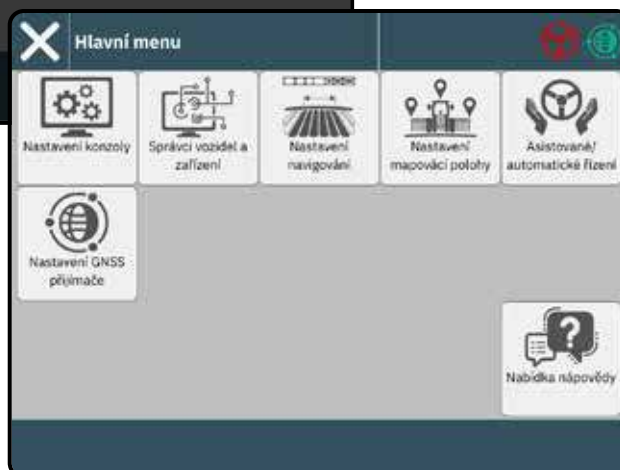 Hlavní menu
Nastavení konzoly
Správci vozidel a
zařízení
Nastavení
navigování
Nastavení
mapovácí polohy
Asistované/
automatické řízení
Nastavení GNSS
přijímače
?
Nabídka nápovědy